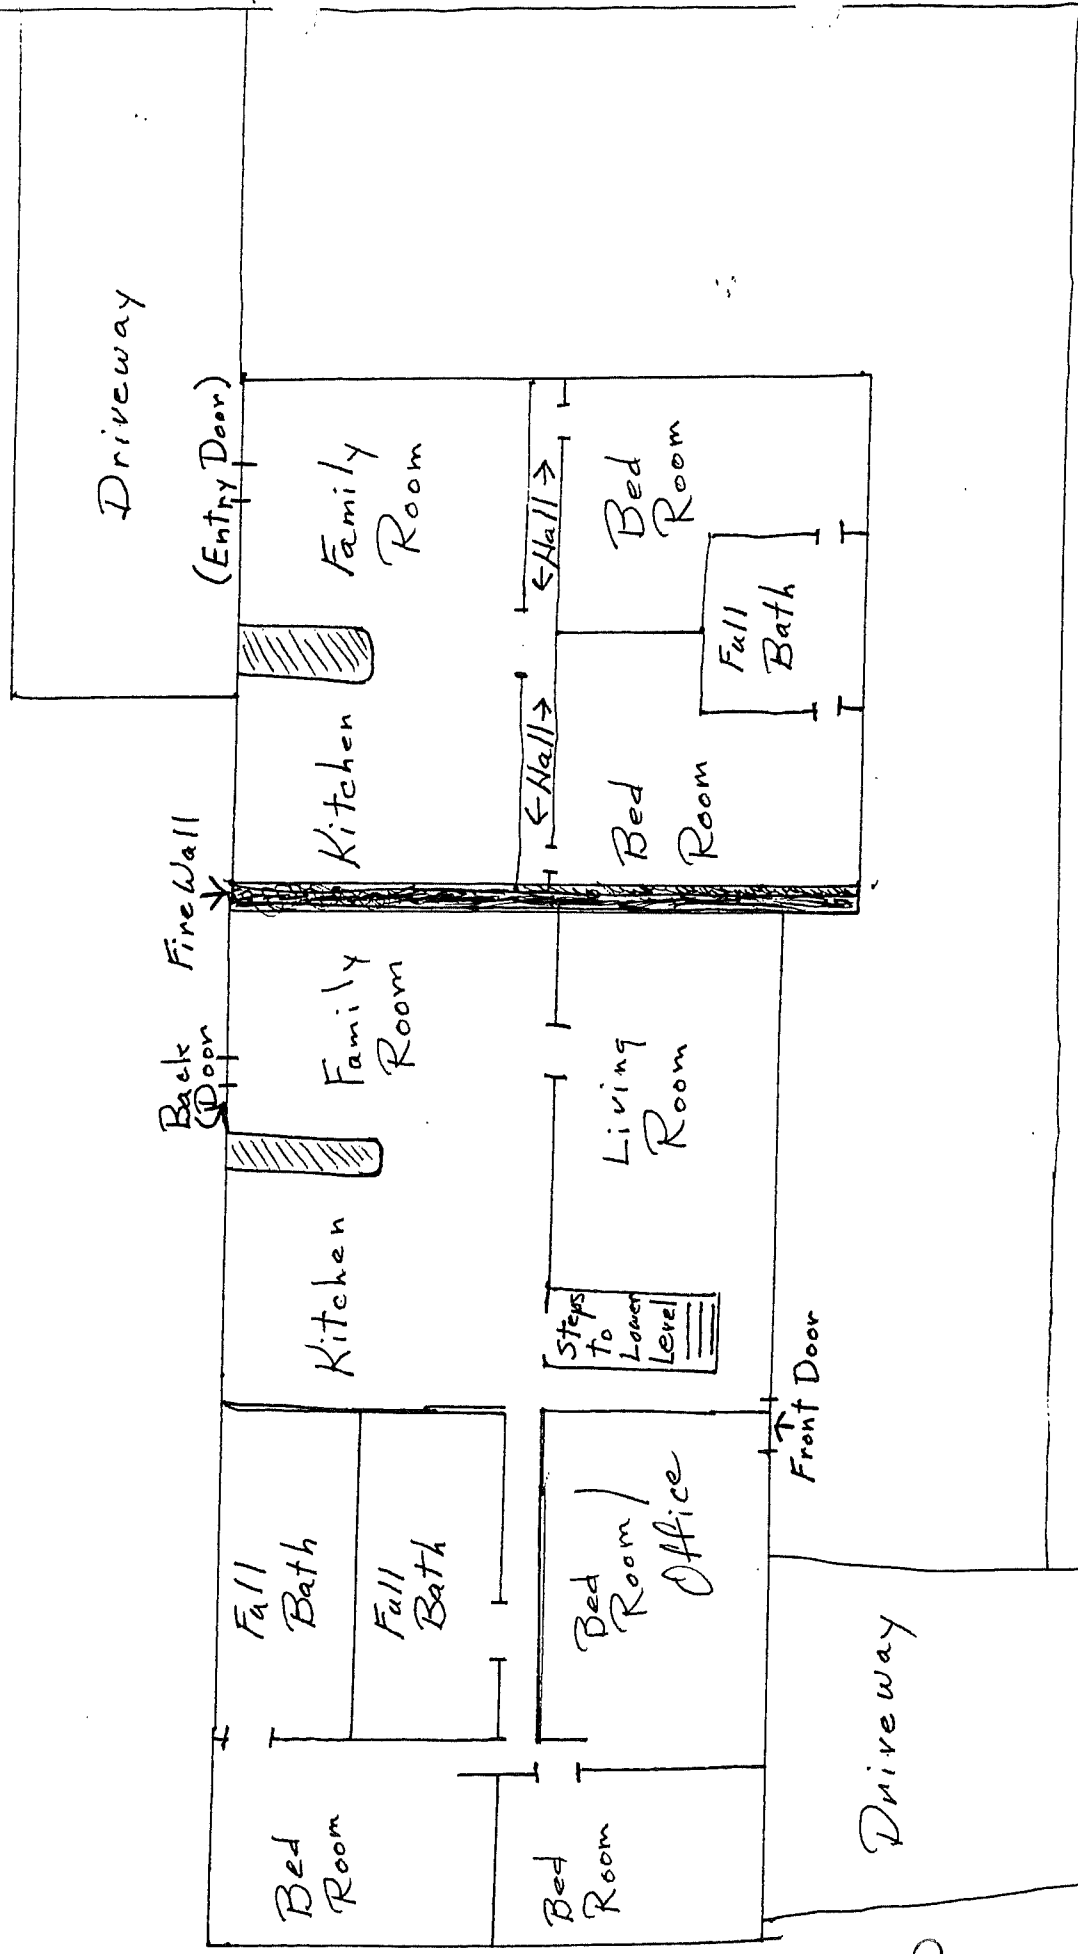 Driveway
(Entry Door)
Family
Room
Kitchen
<Hall>
<Hall>
Bed
Room
Full
Bath
Bed
Room
Fire Wall
Back
(Door
Family
Room
Kitchen
Living
Room
Steps
to
Lower
Level
Front Door
Full
Bath
Full
Bath
Bed
Room/
Office
Bed
Room
Bed
Room
Driveway